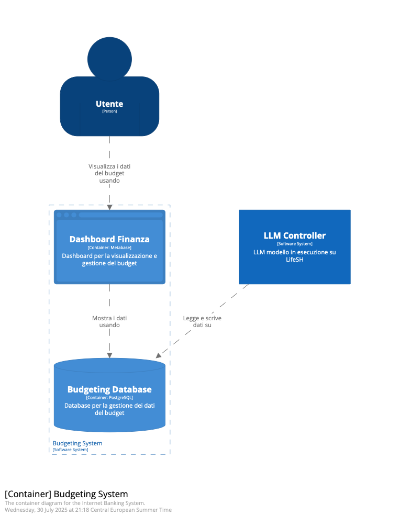 Utente
[Person]
Visualizza i dati
del budget
usando
Dashboard Finanza
[Container: Metabase]
Dashboard per la visualizzazione e
gestione del budget
LLM Controller
[Software System]
LLM modello in esecuzione su
LifeSH
Mostra i dati
usando
Legge e scrive
dati su
Budgeting Database
[Container: PostgreSQL]
Database per la gestione dei dati
del budget
Budgeting System
[Software System]
[Container] Budgeting System
The container diagram for the Internet Banking System.
Wednesday, 30 July 2025 at 21:18 Central European Summer Time